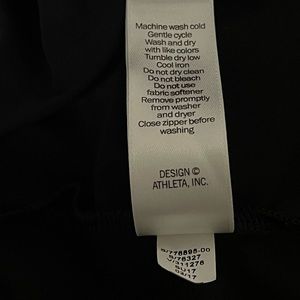 Machine wash cold
Gentle cycle
Wash and dry
with like colors
Tumble dry low
Cool iron
Do not dry clean
Do not bleach
Do not use
fabric softener
Remove promptly
from washer
and dryer
Close zipper before
washing
DESIGN ©
ATHLETA, INC.
03/17